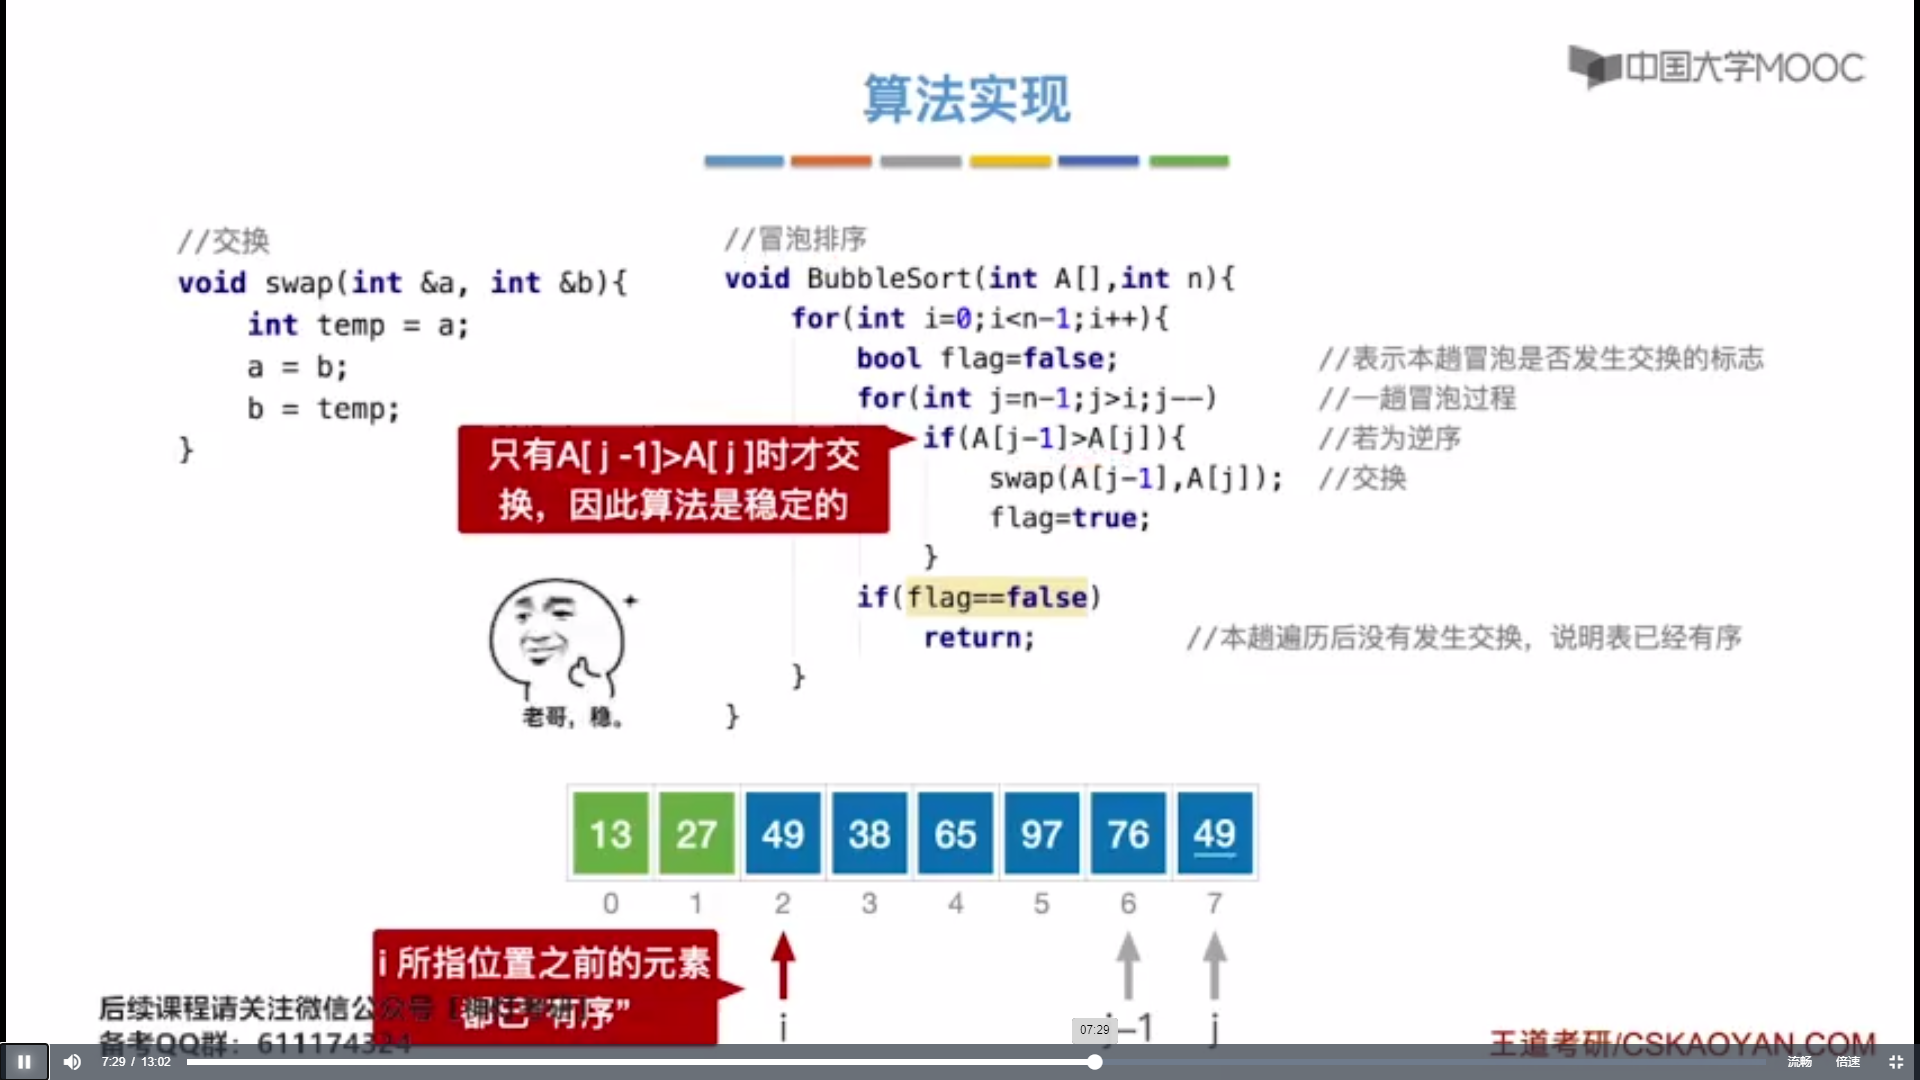 中国大学MOOC
算法实现
//交换
void swap(int &a, int &b){
    int temp = a;
    a = b;
    b = temp;
}
//冒泡排序
void BubbleSort(int A[],int n){
    for(int i=0;i<n-1;i++){
        bool flag=false; //表示本趟冒泡是否发生交换的标志
        for(int j=n-1;j>i;j--) //一趟冒泡过程
            if(A[j-1]>A[j]){ //若为逆序
                swap(A[j-1],A[j]); //交换
                flag=true;
            }
        if(flag==false)
            return; //本趟遍历后没有发生交换，说明表已经有序
    }
}
只有A[ j -1]>A[ j ]时才交
换，因此算法是稳定的
老哥，稳。
13 27 49 38 65 97 76 49
0 1 2 3 4 5 6 7
i 所指位置之前的元素
都已“有序”
i j-1 j
后续课程请关注微信公众号
备考QQ群：611174324
王道考研/CSKAOYAN.COM
07:29
7:29 / 13:02
流畅 倍速